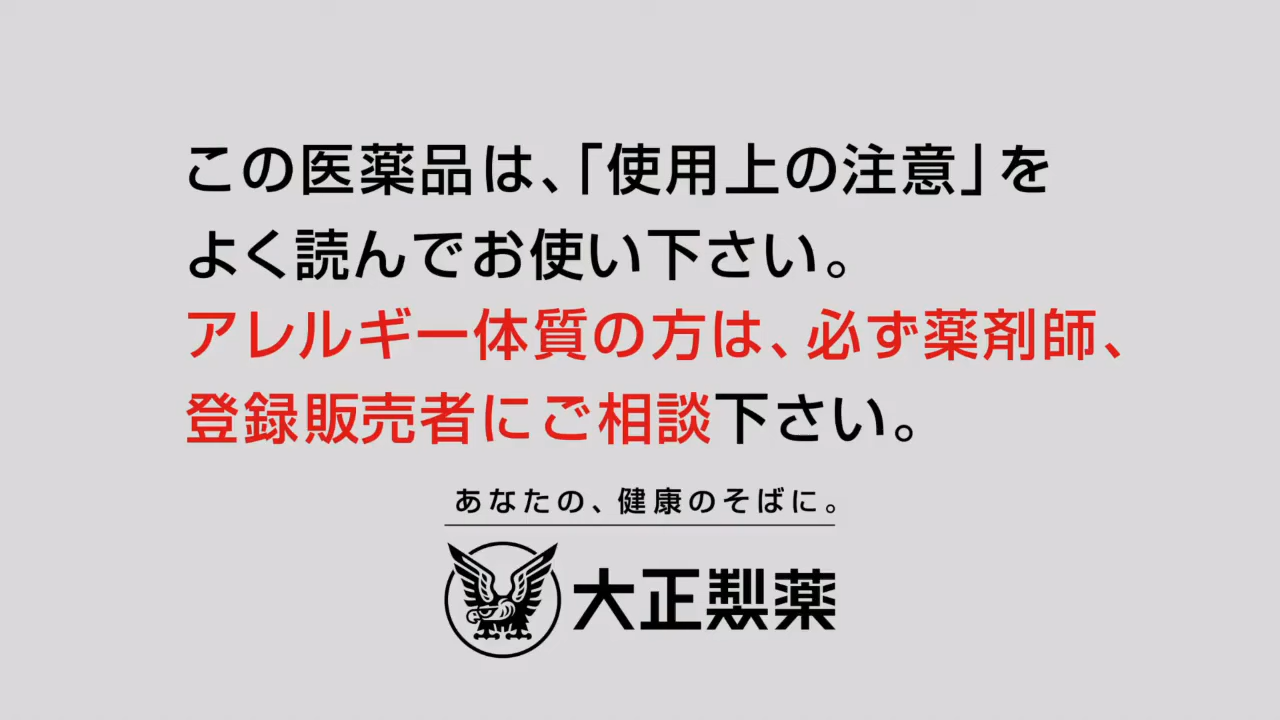 この医薬品は、「使用上の注意」を
よく読んでお使い下さい。
アレルギー体質の方は、必ず薬剤師、
登録販売者にご相談下さい。
あなたの、健康のそばに。
大正製薬